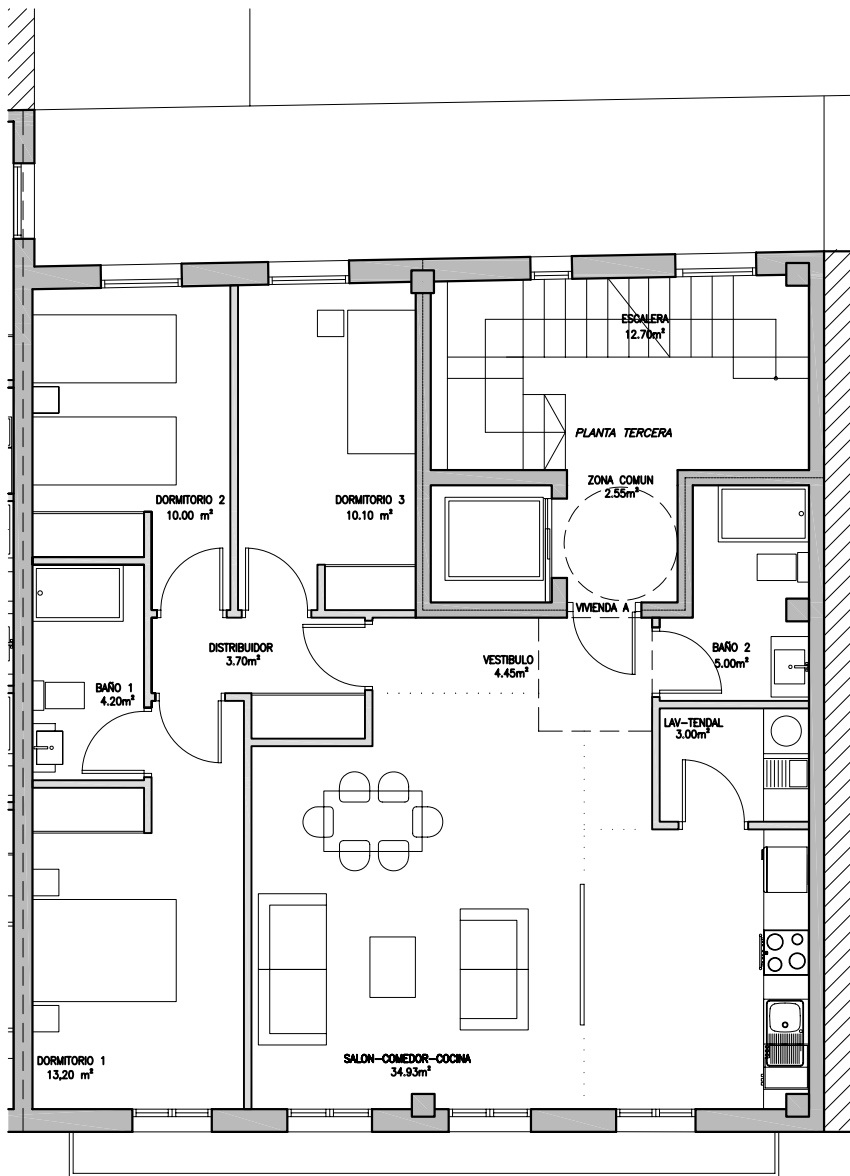 ESCALERA
12.70m²
PLANTA TERCERA
ZONA COMUN
2.55m²
DORMITORIO 2
10.00 m²
DORMITORIO 3
10.10 m²
VIVIENDA A
DISTRIBUIDOR
3.70m²
VESTIBULO
4.45m²
BAÑO 2
5.00m²
BAÑO 1
4.20m²
LAV-TENDAL
3.00m²
DORMITORIO 1
13,20 m²
SALON-COMEDOR-COCINA
34.93m²